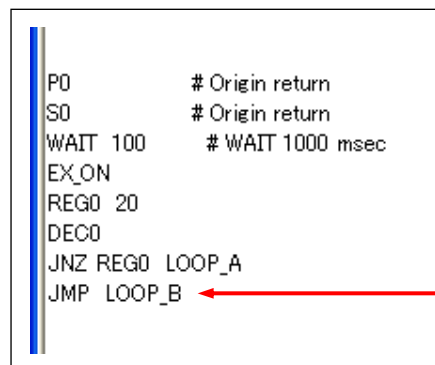 P0 # Origin return
S0 # Origin return
WAIT 100 # WAIT 1000 msec
EX_ON
REG0 20
DEC0
JNZ REG0 LOOP_A
JMP LOOP_B